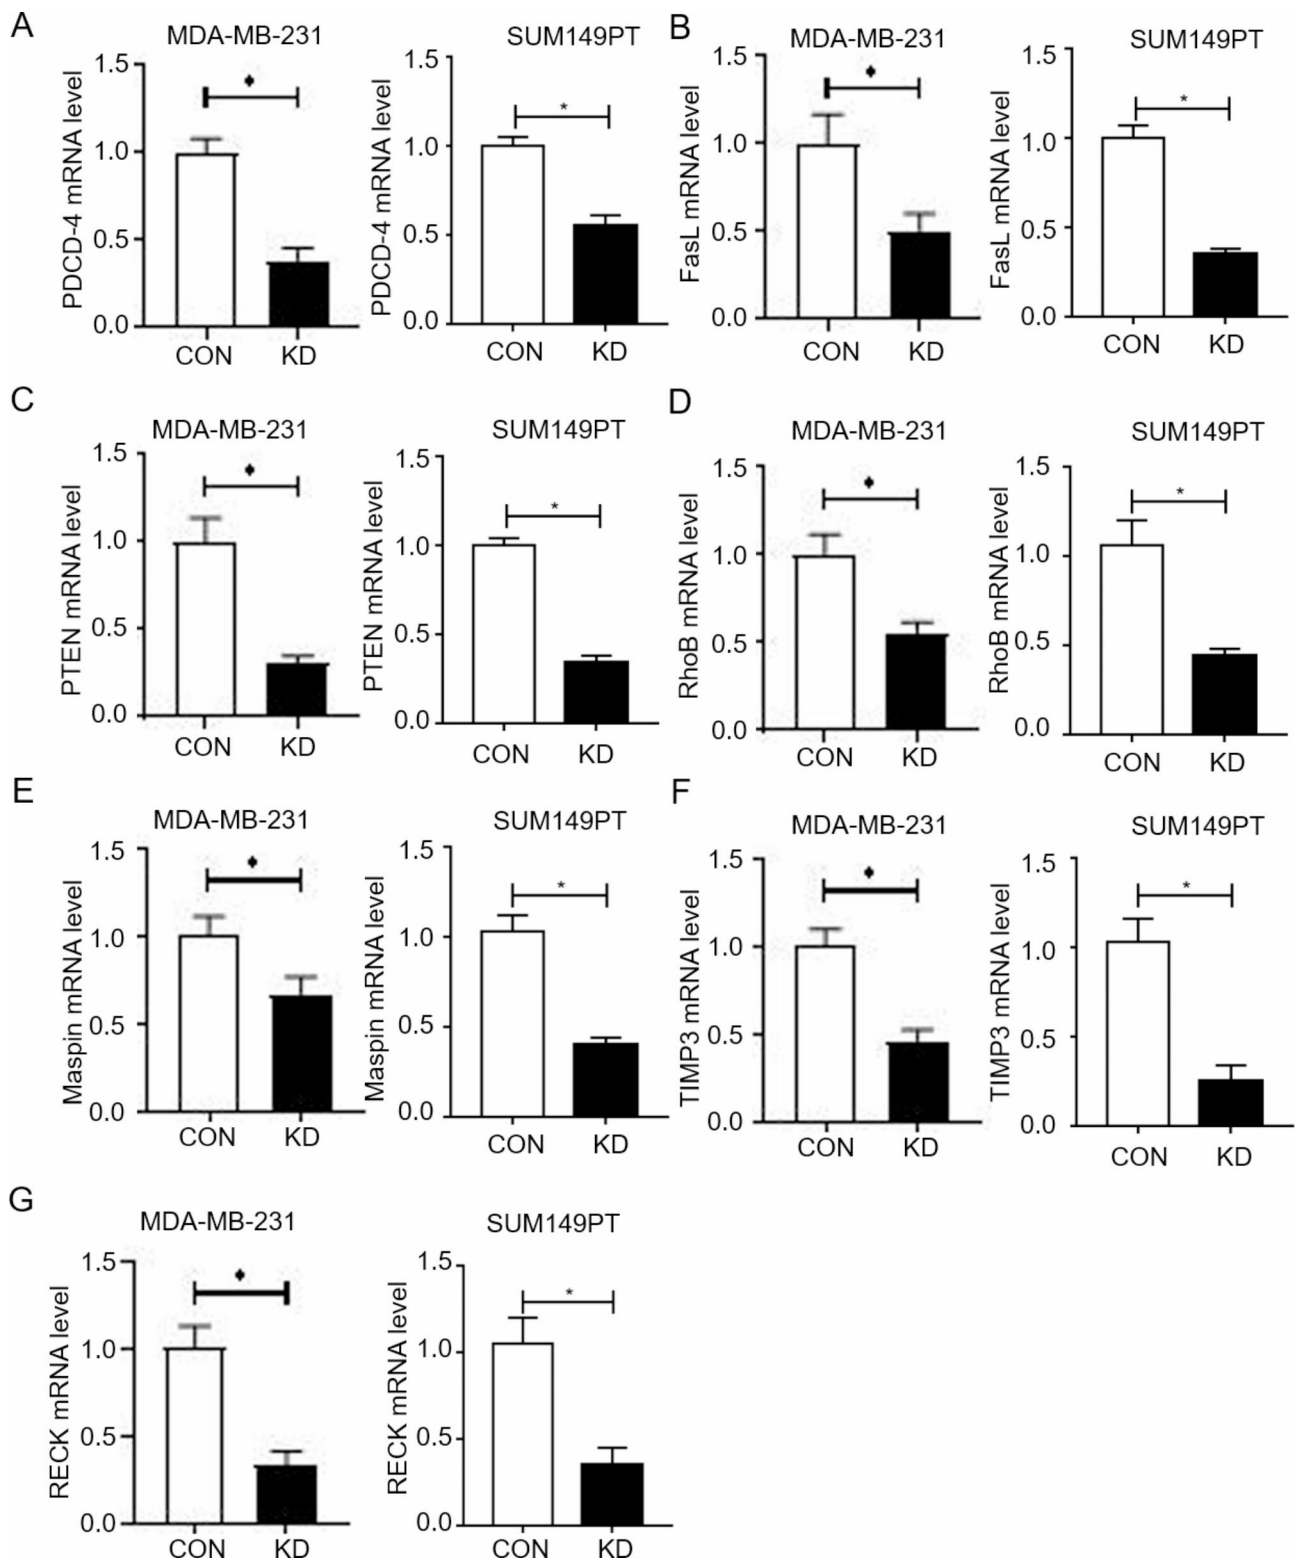 A
MDA-MB-231
PDCD-4 mRNA level
1.5
1.0
0.5
0.0
CON KD
SUM149PT
PDCD-4 mRNA level
1.5
*
1.0
0.5
0.0
CON KD
B
MDA-MB-231
FasL mRNA level
1.5
1.0
0.5
0.0
CON KD
SUM149PT
FasL mRNA level
1.5
*
1.0
0.5
0.0
CON KD
C
MDA-MB-231
PTEN mRNA level
1.5
1.0
0.5
0.0
CON KD
SUM149PT
PTEN mRNA level
1.5
*
1.0
0.5
0.0
CON KD
D
MDA-MB-231
RhoB mRNA level
1.5
1.0
0.5
0.0
CON KD
SUM149PT
RhoB mRNA level
1.5
*
1.0
0.5
0.0
CON KD
E
MDA-MB-231
Maspin mRNA level
1.5
1.0
0.5
0.0
CON KD
SUM149PT
Maspin mRNA level
1.5
*
1.0
0.5
0.0
CON KD
F
MDA-MB-231
TIMP3 mRNA level
1.5
1.0
0.5
0.0
CON KD
SUM149PT
TIMP3 mRNA level
1.5
*
1.0
0.5
0.0
CON KD
G
MDA-MB-231
RECK mRNA level
1.5
1.0
0.5
0.0
CON KD
SUM149PT
RECK mRNA level
1.5
*
1.0
0.5
0.0
CON KD